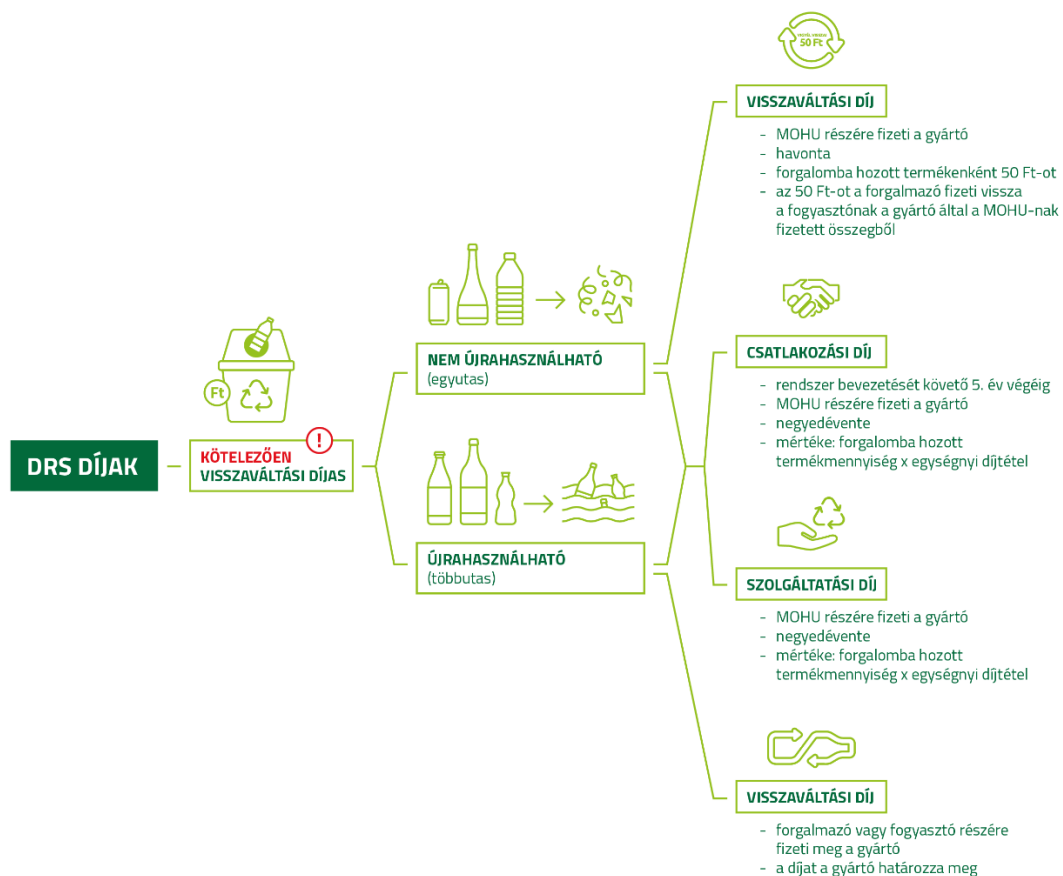 50 Ft
VISSZAVÁLTÁSI DÍJ
- MOHU részére fizeti a gyártó
- havonta
- forgalomba hozott termékenként 50 Ft-ot
- az 50 Ft-ot a forgalmazó fizeti vissza
a fogyasztónak a gyártó által a MOHU-nak
fizetett összegből
NEM ÚJRAHASZNÁLHATÓ
(egyutas)
CSATLAKOZÁSI DÍJ
- rendszer bevezetését követő 5. év végéig
- MOHU részére fizeti a gyártó
- negyedévente
- mértéke: forgalomba hozott
termékmennyiség x egységnyi díjtétel
Ft
DRS DÍJAK
!
KÖTELEZŐEN
VISSZAVÁLTÁSI DÍJAS
ÚJRAHASZNÁLHATÓ
(többutas)
SZOLGÁLTATÁSI DÍJ
- MOHU részére fizeti a gyártó
- negyedévente
- mértéke: forgalomba hozott
termékmennyiség x egységnyi díjtétel
VISSZAVÁLTÁSI DÍJ
- forgalmazó vagy fogyasztó részére
fizeti meg a gyártó
- a díjat a gyártó határozza meg